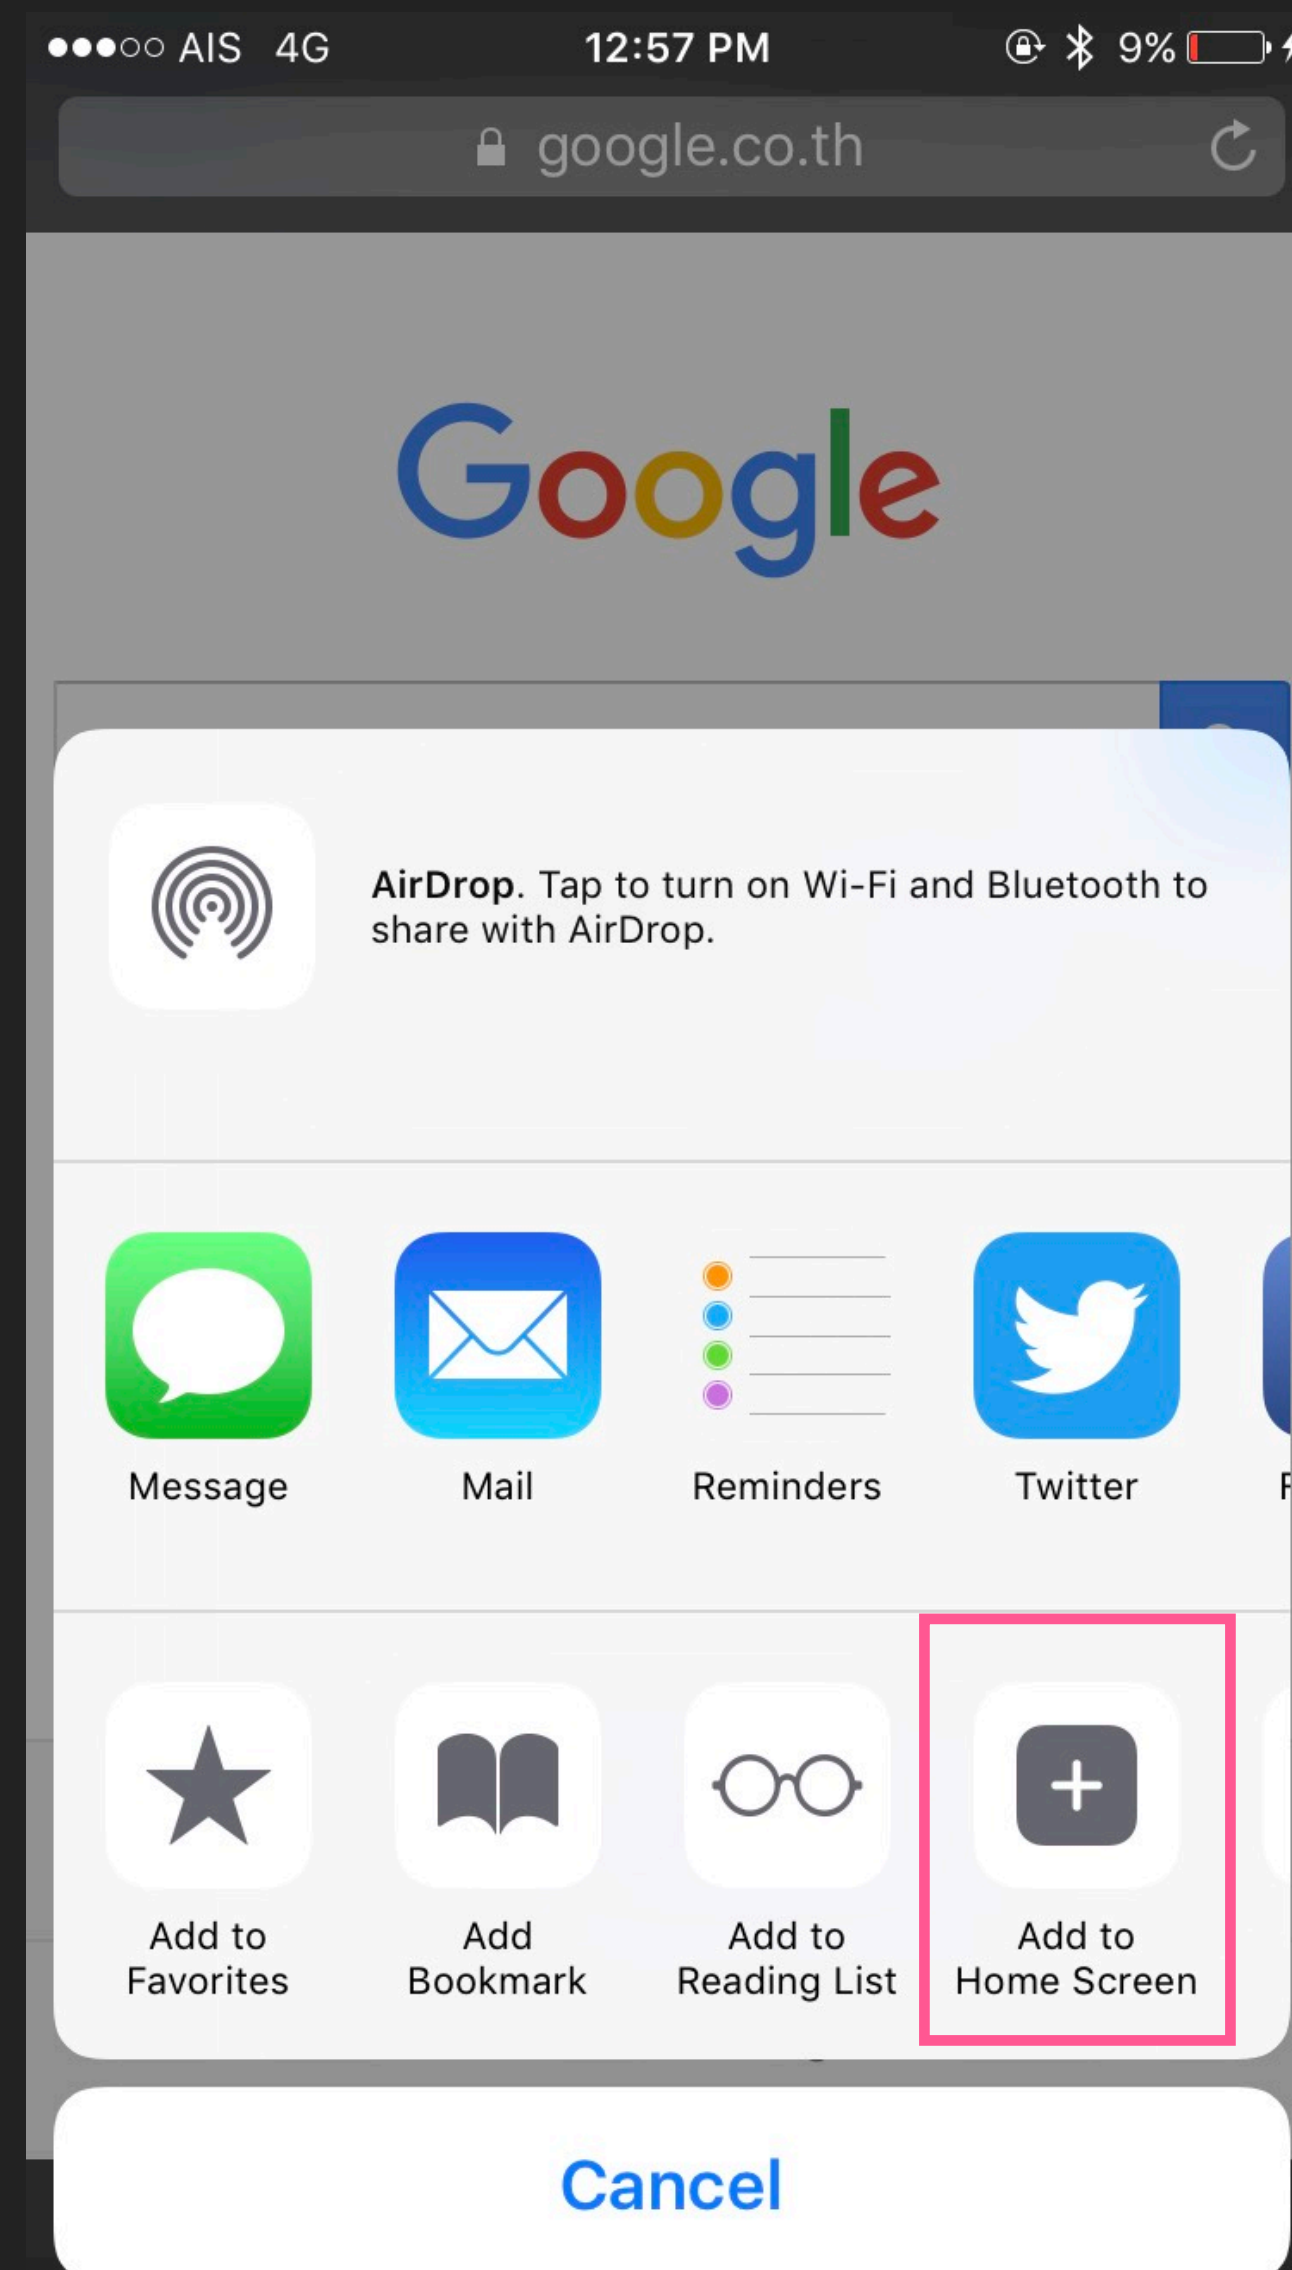 AIS 4G 12:57 PM 9%
google.co.th
Google
AirDrop. Tap to turn on Wi-Fi and Bluetooth to
share with AirDrop.
Message Mail Reminders Twitter
Add to Add Add to Add to
Favorites Bookmark Reading List Home Screen
Cancel